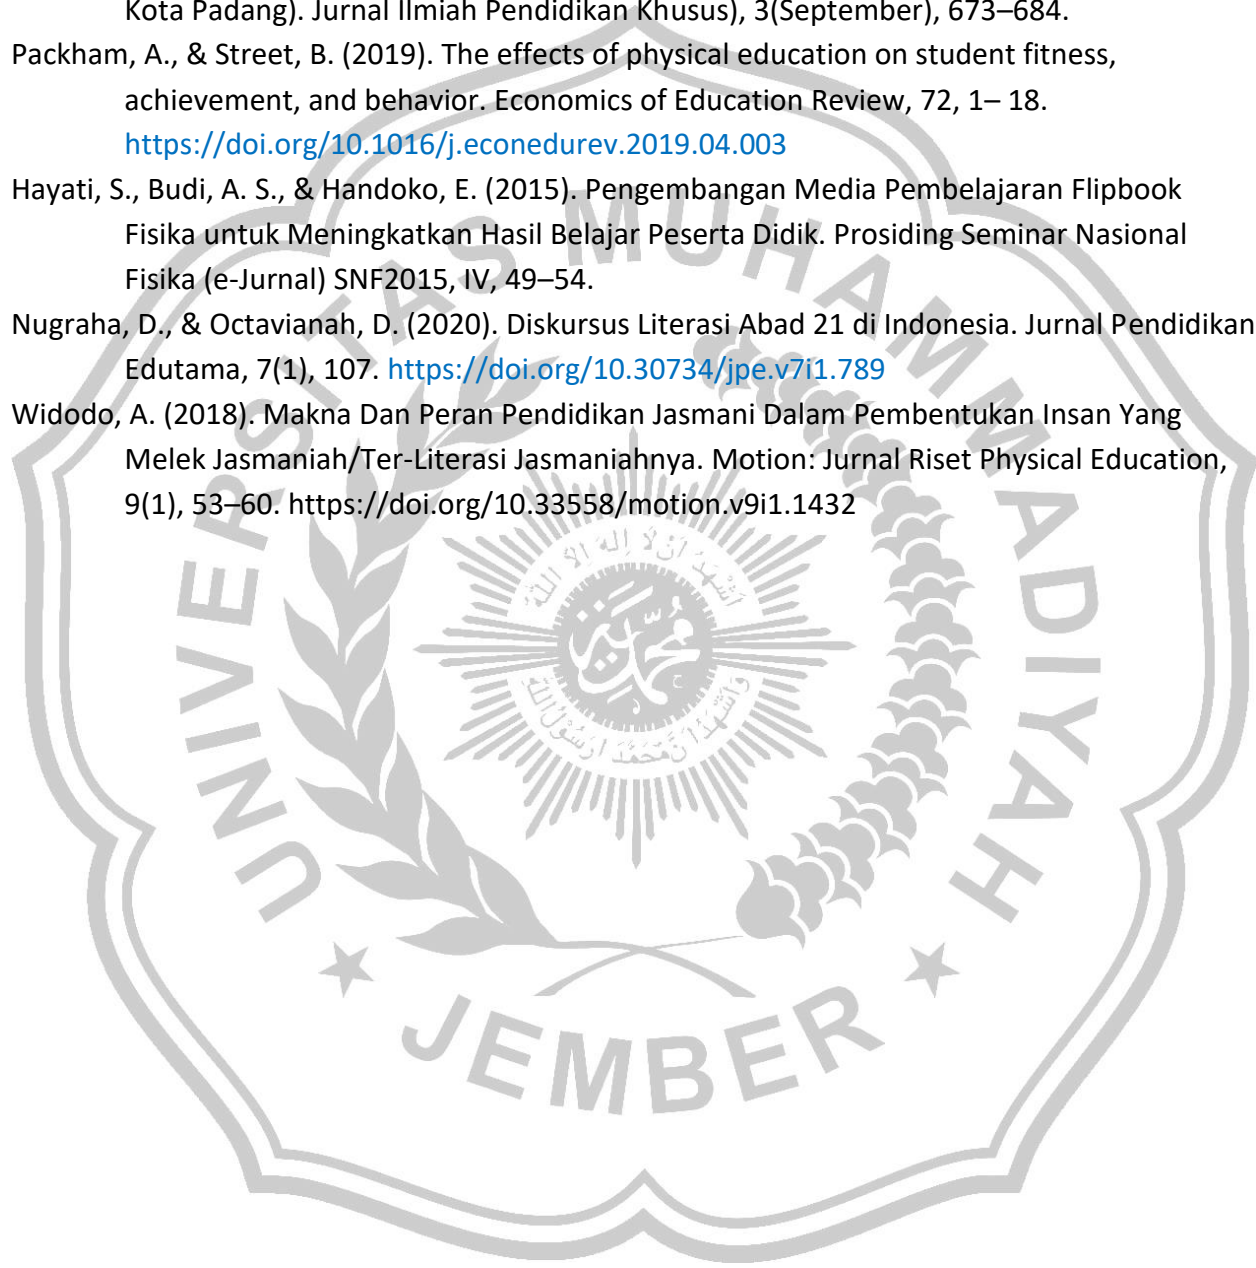 Kota Padang). Jurnal Ilmiah Pendidikan Khusus), 3(September), 673–684.
Packham, A., & Street, B. (2019). The effects of physical education on student fitness,
achievement, and behavior. Economics of Education Review, 72, 1– 18.
https://doi.org/10.1016/j.econedurev.2019.04.003
Hayati, S., Budi, A. S., & Handoko, E. (2015). Pengembangan Media Pembelajaran Flipbook
Fisika untuk Meningkatkan Hasil Belajar Peserta Didik. Prosiding Seminar Nasional
Fisika (e-Jurnal) SNF2015, IV, 49–54.
Nugraha, D., & Octavianah, D. (2020). Diskursus Literasi Abad 21 di Indonesia. Jurnal Pendidikan
Edutama, 7(1), 107. https://doi.org/10.30734/jpe.v7i1.789
Widodo, A. (2018). Makna Dan Peran Pendidikan Jasmani Dalam Pembentukan Insan Yang
Melek Jasmaniah/Ter-Literasi Jasmaniahnya. Motion: Jurnal Riset Physical Education,
9(1), 53–60. https://doi.org/10.33558/motion.v9i1.1432
UNIVERSITAS MUHAMMADIYAH
JEMBER